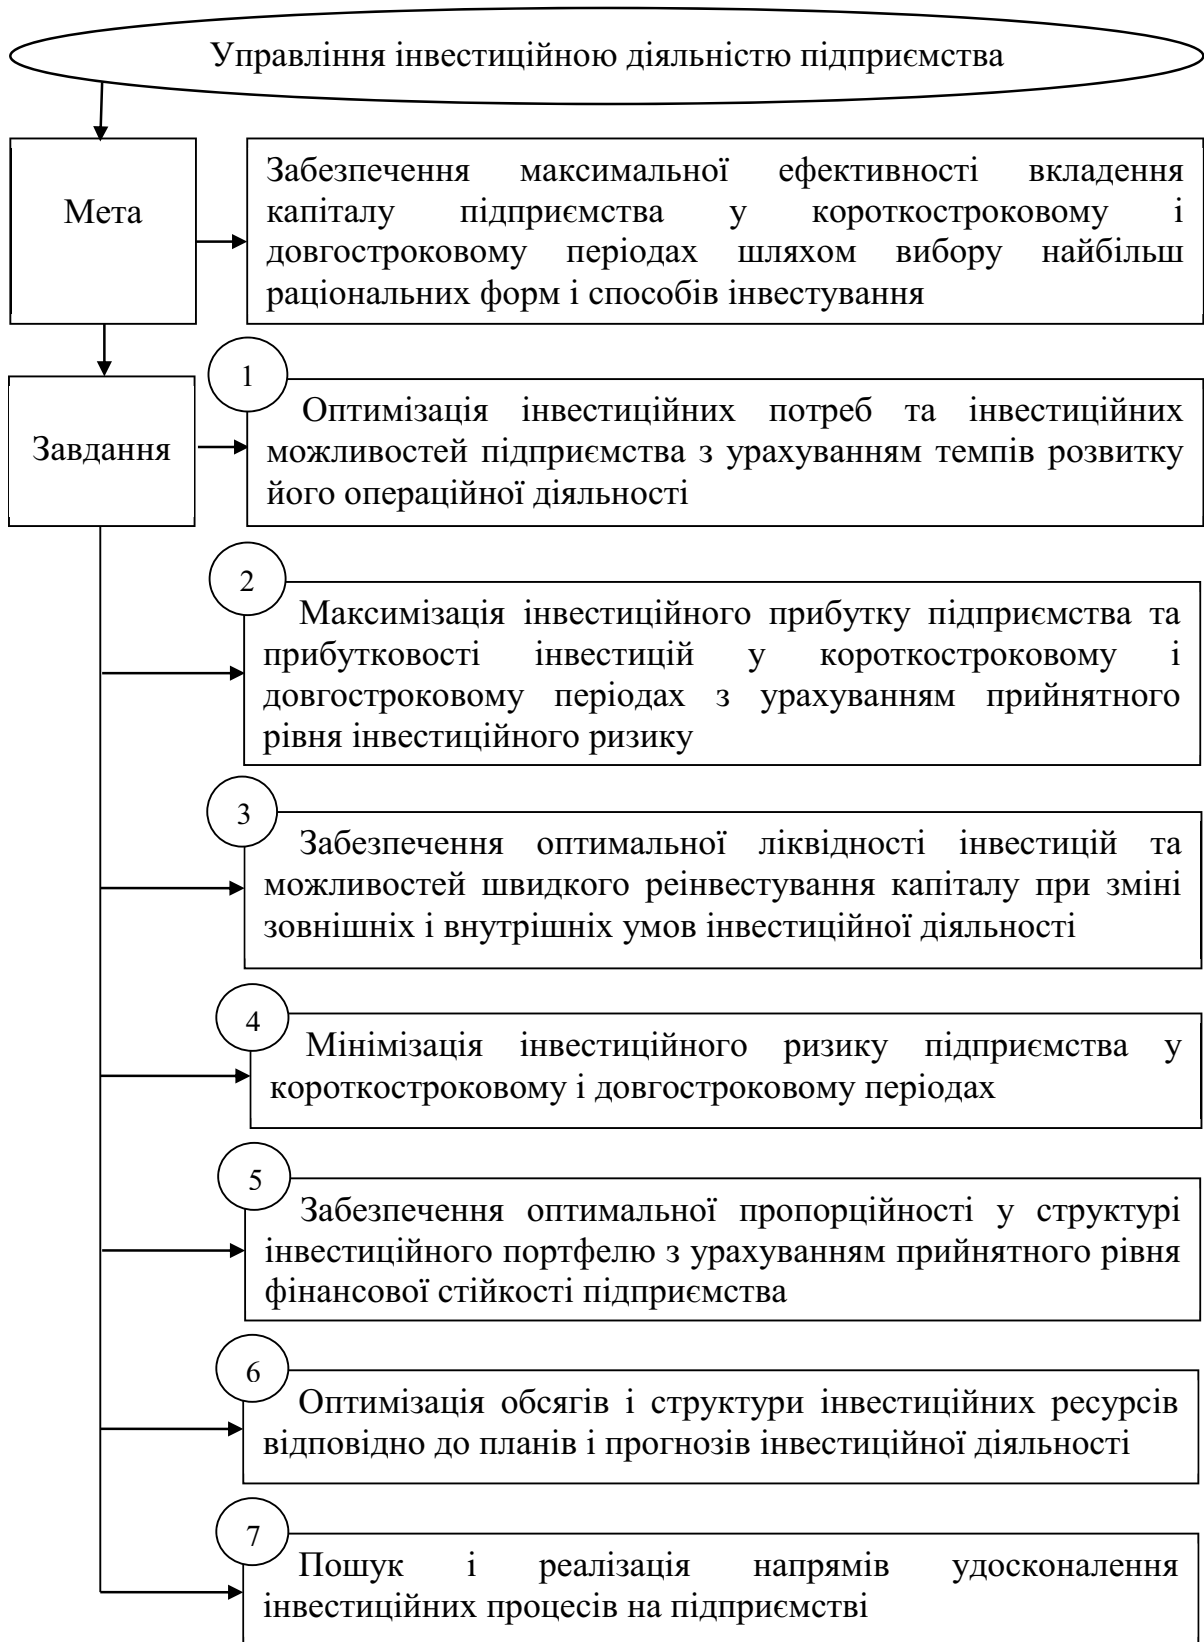 Управління інвестиційною діяльністю підприємства
Мета
Забезпечення максимальної ефективності вкладення
капіталу підприємства у короткостроковому і
довгостроковому періодах шляхом вибору найбільш
раціональних форм і способів інвестування
Завдання
1
Оптимізація інвестиційних потреб та інвестиційних
можливостей підприємства з урахуванням темпів розвитку
його операційної діяльності
2
Максимізація інвестиційного прибутку підприємства та
прибутковості інвестицій у короткостроковому і
довгостроковому періодах з урахуванням прийнятного
рівня інвестиційного ризику
3
Забезпечення оптимальної ліквідності інвестицій та
можливостей швидкого реінвестування капіталу при зміні
зовнішніх і внутрішніх умов інвестиційної діяльності
4
Мінімізація інвестиційного ризику підприємства у
короткостроковому і довгостроковому періодах
5
Забезпечення оптимальної пропорційності у структурі
інвестиційного портфелю з урахуванням прийнятного рівня
фінансової стійкості підприємства
6
Оптимізація обсягів і структури інвестиційних ресурсів
відповідно до планів і прогнозів інвестиційної діяльності
7
Пошук і реалізація напрямів удосконалення
інвестиційних процесів на підприємстві